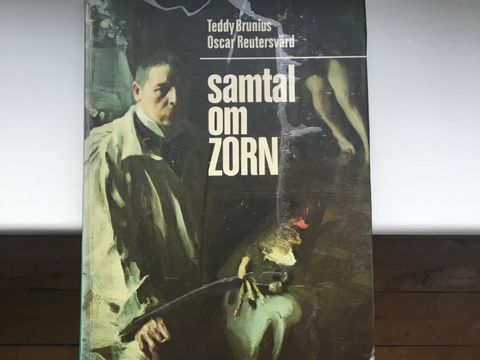 Teddy Brunius
Oscar Reutersvärd
samtal
om
ZORN